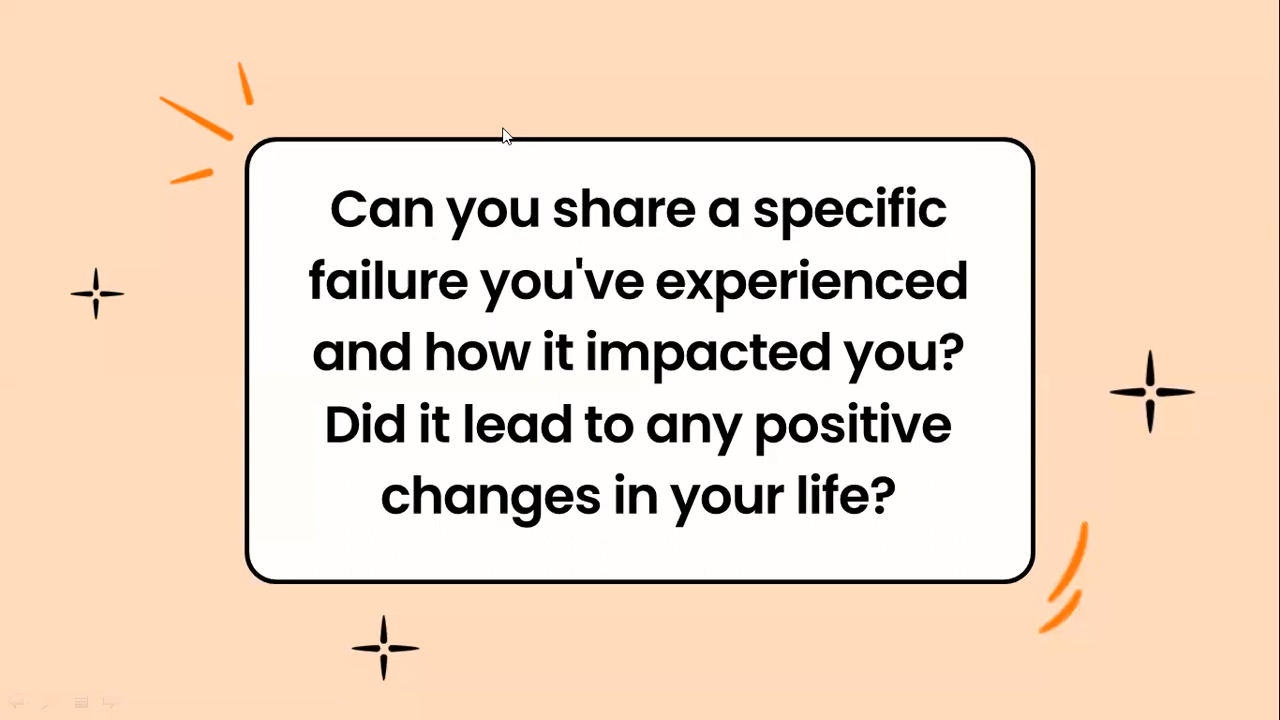 Can you share a specific
failure you've experienced
and how it impacted you?
Did it lead to any positive
changes in your life?